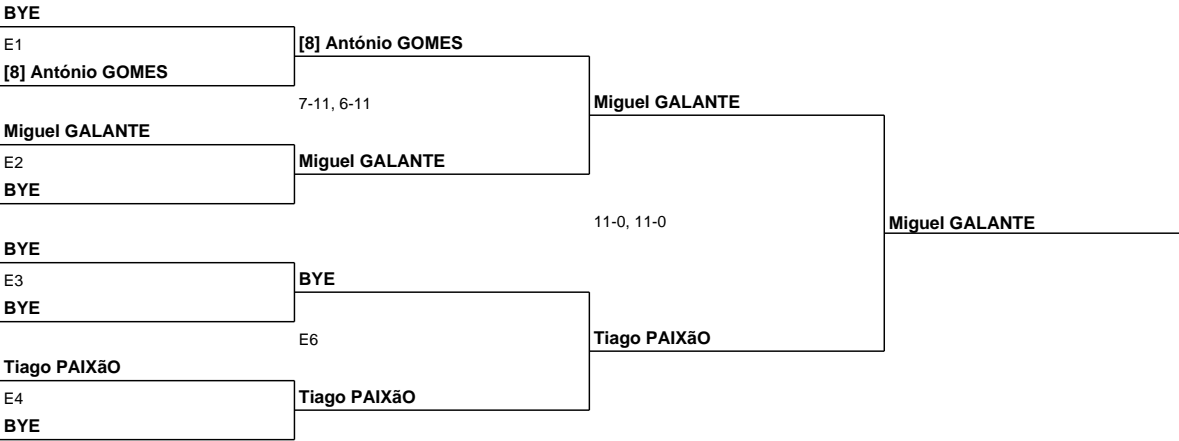 BYE
E1
[8] António GOMES
[8] António GOMES
7-11, 6-11
Miguel GALANTE
Miguel GALANTE
E2
Miguel GALANTE
BYE
11-0, 11-0
Miguel GALANTE
BYE
E3
BYE
BYE
E6
Tiago PAIXãO
Tiago PAIXãO
E4
Tiago PAIXãO
BYE